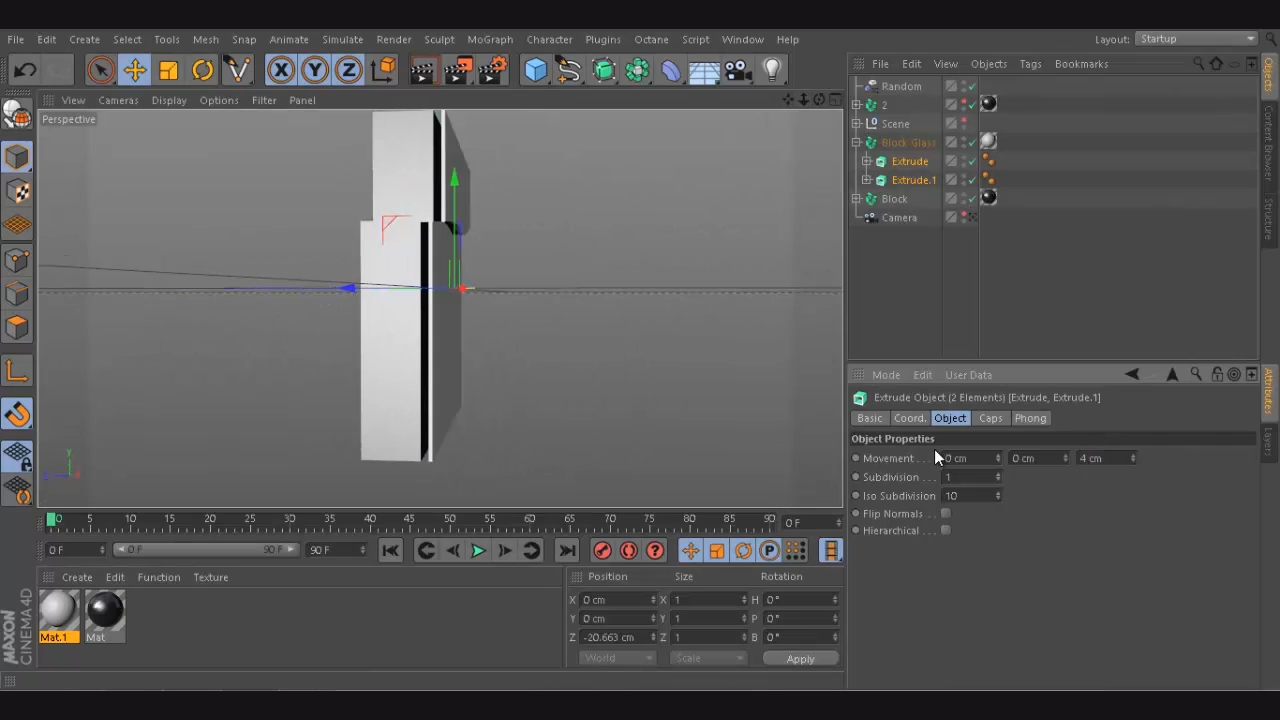 File Edit Create Select Tools Mesh Snap Animate Simulate Render Sculpt MoGraph Character Plugins Octane Script Window Help Layout: Startup
X Y Z
File Edit View Objects Tags Bookmarks
View Cameras Display Options Filter Panel
Perspective
Random
2
Scene
Block Glass
Extrude
Extrude.1
Block
Camera
Objects
Content Browser
Structure
Y
Mode Edit User Data
Extrude Object (2 Elements) [Extrude, Extrude.1]
Basic Coord. Object Caps Phong
Object Properties
Movement . . . 0 cm 0 cm 4 cm
Subdivision . . . 1
Iso Subdivision 10
Flip Normals . .
Hierarchical . . .
Attributes
Layers
0 5 10 15 20 25 30 35 40 45 50 55 60 65 70 75 80 85 90 0 F
0 F 0 F 90 F 90 F
P
Create Edit Function Texture
Mat.1 Mat
Position Size Rotation
X 0 cm X 1 H 0 °
Y 0 cm Y 1 P 0 °
Z -20.663 cm Z 1 B 0 °
World Scale Apply
MAXON
CINEMA 4D